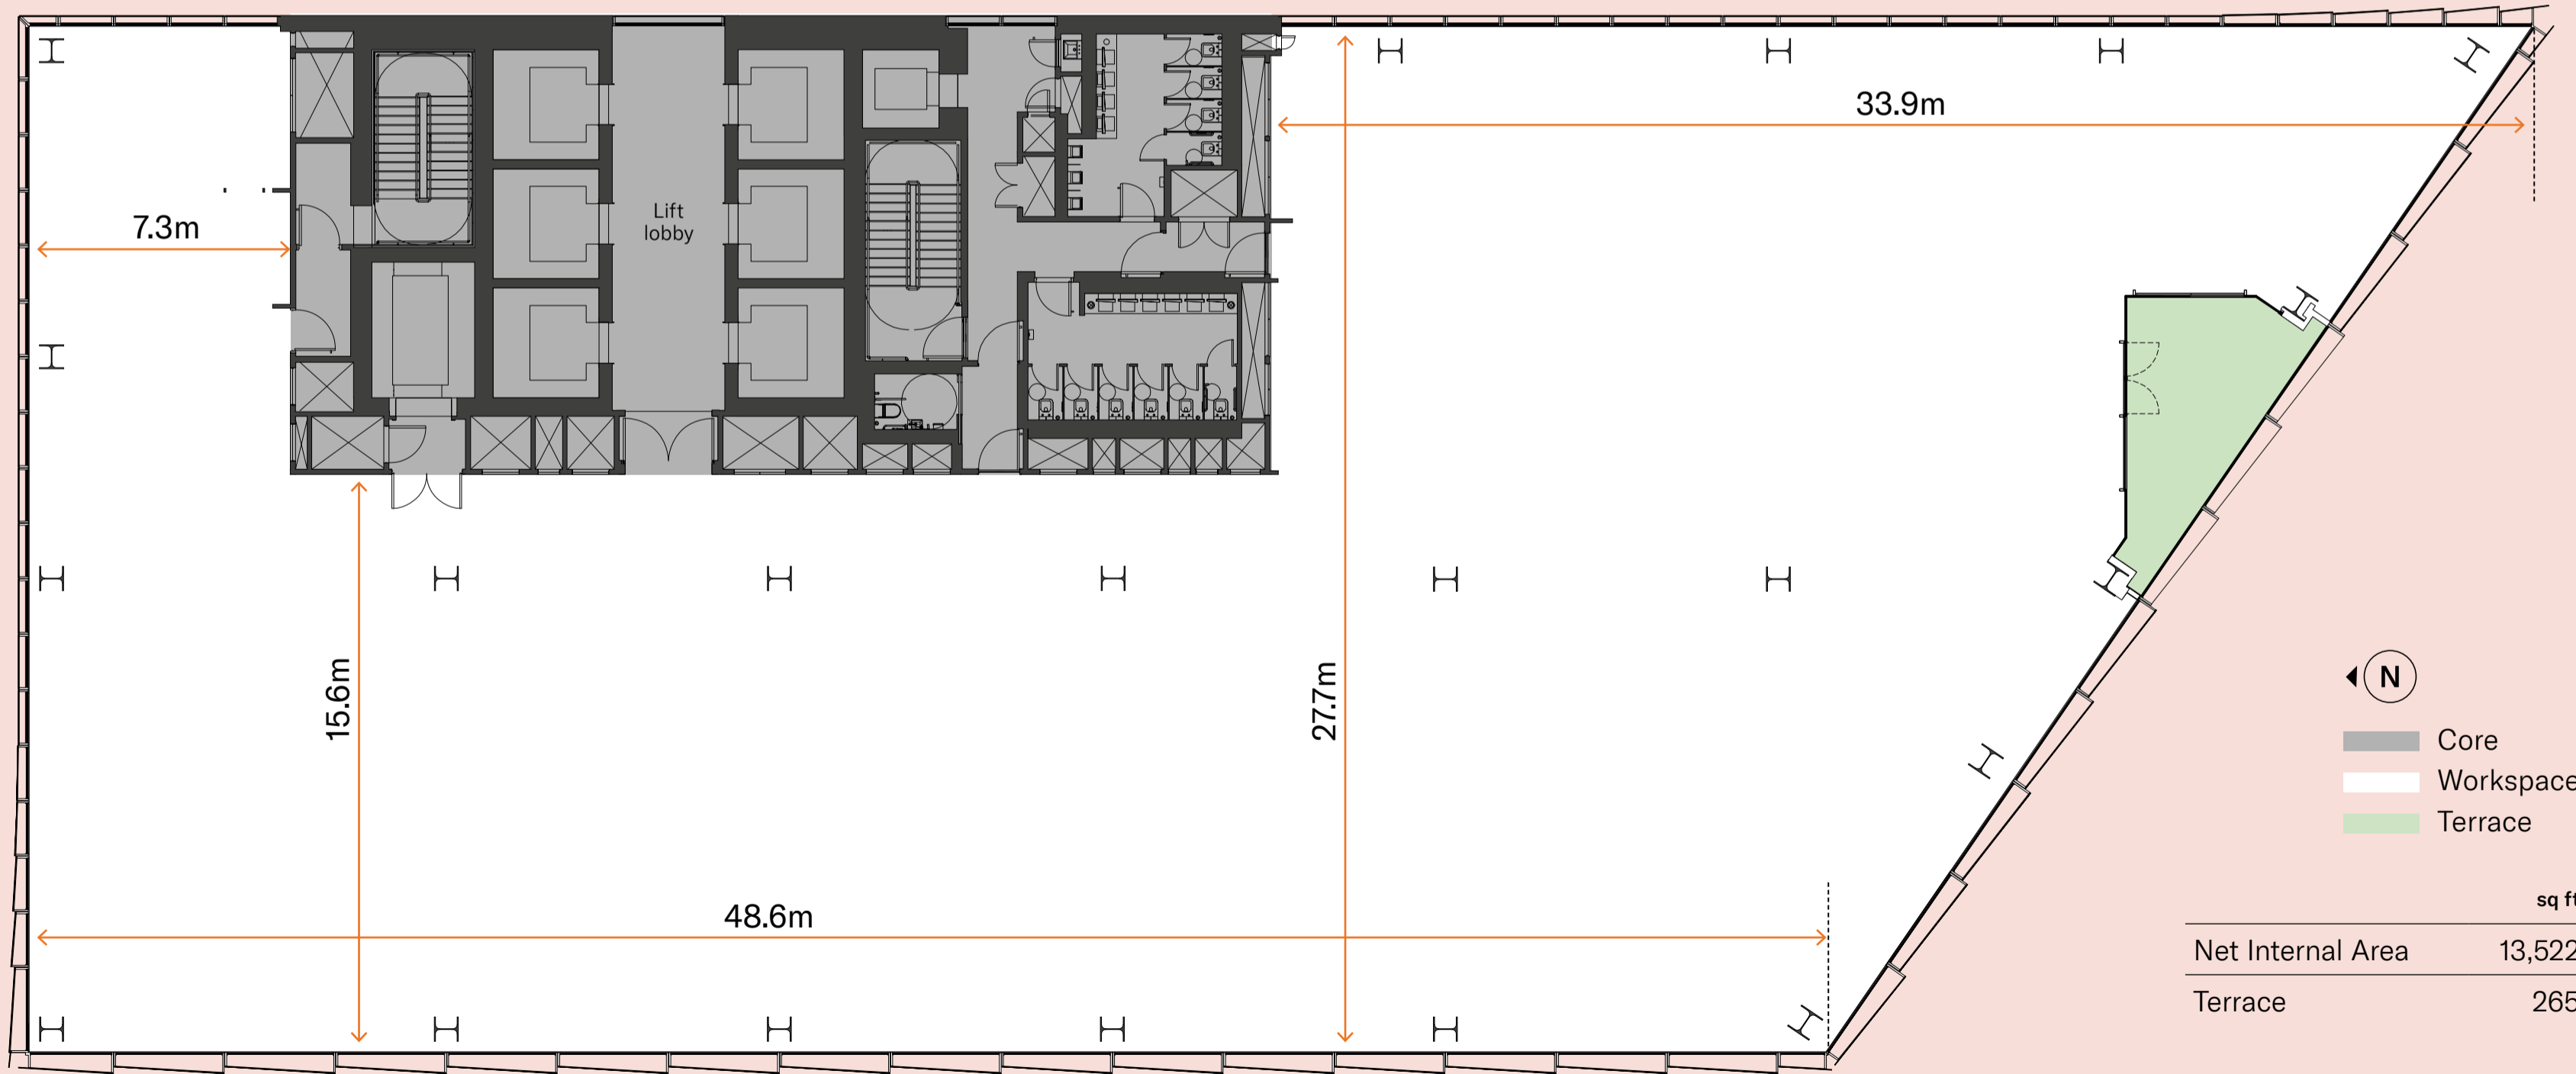 33.9m
7.3m
Lift
lobby
15.6m
27.7m
48.6m
N
Core
Workspace
Terrace
sq ft
Net Internal Area 13,522
Terrace 265